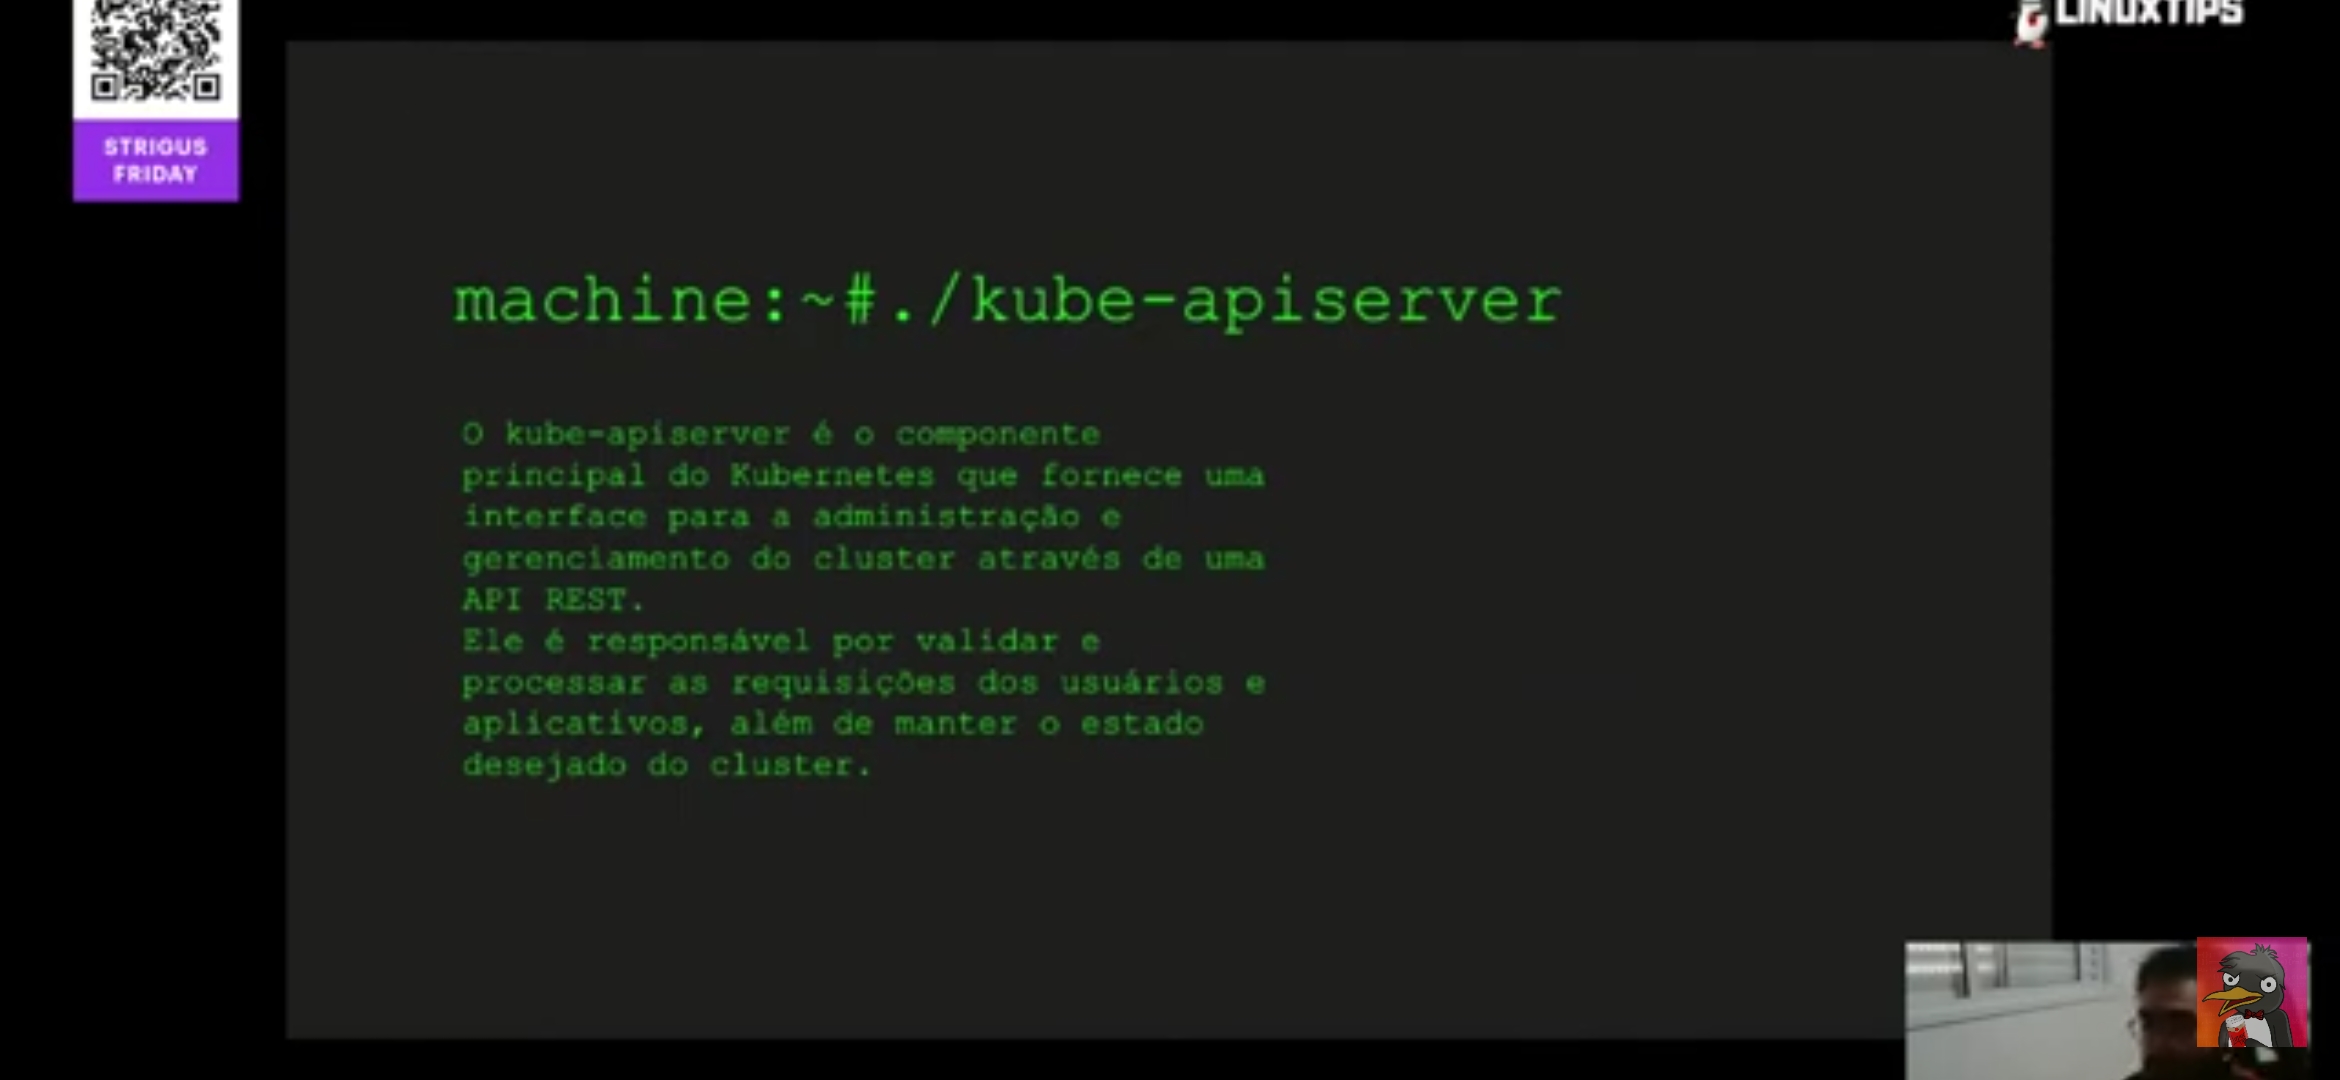 LINUXTIPS
STRIGUS
FRIDAY
machine:~#./kube-apiserver
O kube-apiserver é o componente
principal do Kubernetes que fornece uma
interface para a administração e
gerenciamento do cluster através de uma
API REST.
Ele é responsável por validar e
processar as requisições dos usuários e
aplicativos, além de manter o estado
desejado do cluster.